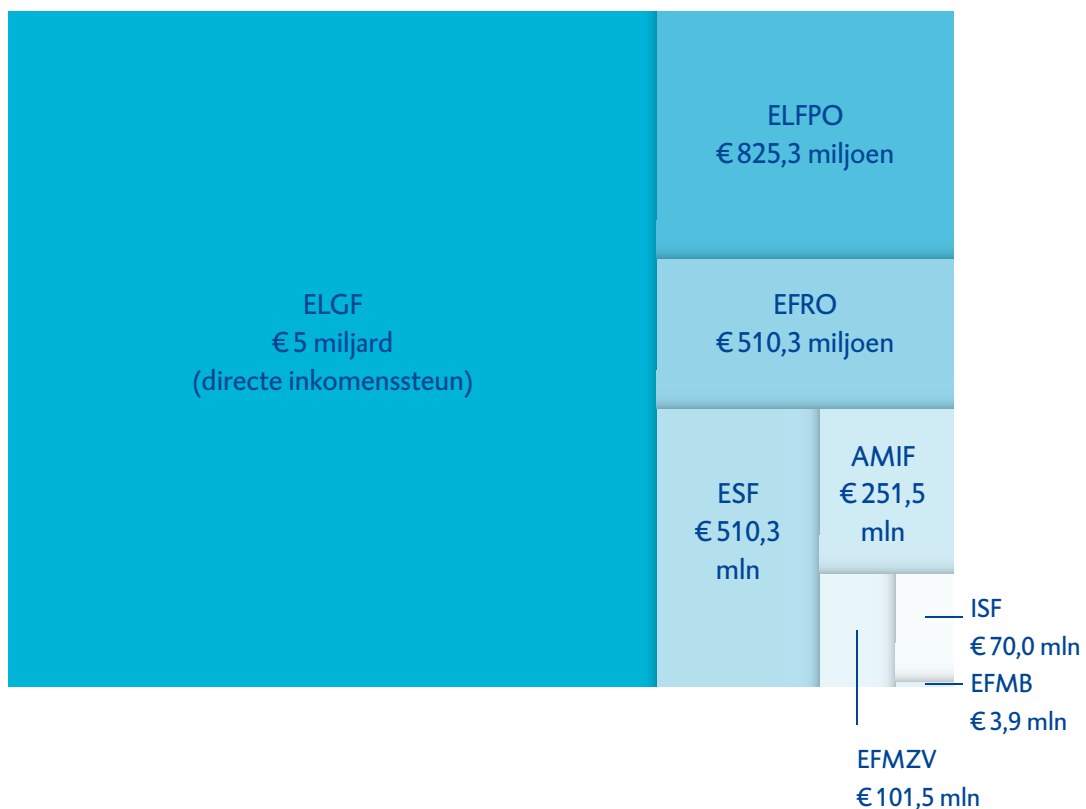 ELGF
€ 5 miljard
(directe inkomenssteun)
ELFPO
€ 825,3 miljoen
EFRO
€ 510,3 miljoen
ESF
€ 510,3
mln
AMIF
€ 251,5
mln
ISF
€ 70,0 mln
EFMB
€ 3,9 mln
EFMZV
€ 101,5 mln